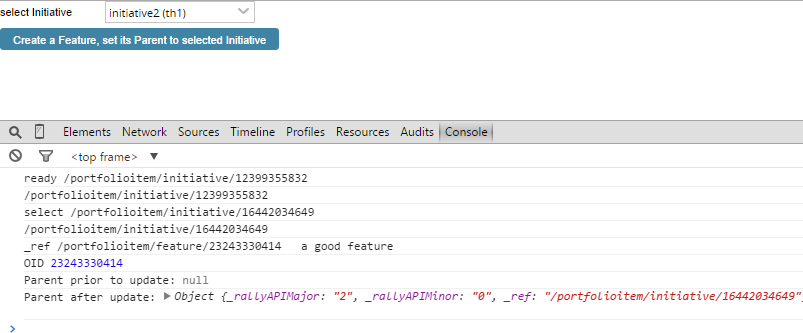 select Initiative initiative2 (th1)
Create a Feature, set its Parent to selected Initiative
Elements Network Sources Timeline Profiles Resources Audits Console
<top frame> ▼
ready /portfolioitem/initiative/12399355832
/portfolioitem/initiative/12399355832
select /portfolioitem/initiative/16442034649
/portfolioitem/initiative/16442034649
_ref /portfolioitem/feature/23243330414 a good feature
OID 23243330414
Parent prior to update: null
Parent after update: ▶Object {_rallyAPIMajor: "2", _rallyAPIMinor: "0", _ref: "/portfolioitem/initiative/16442034649"
>